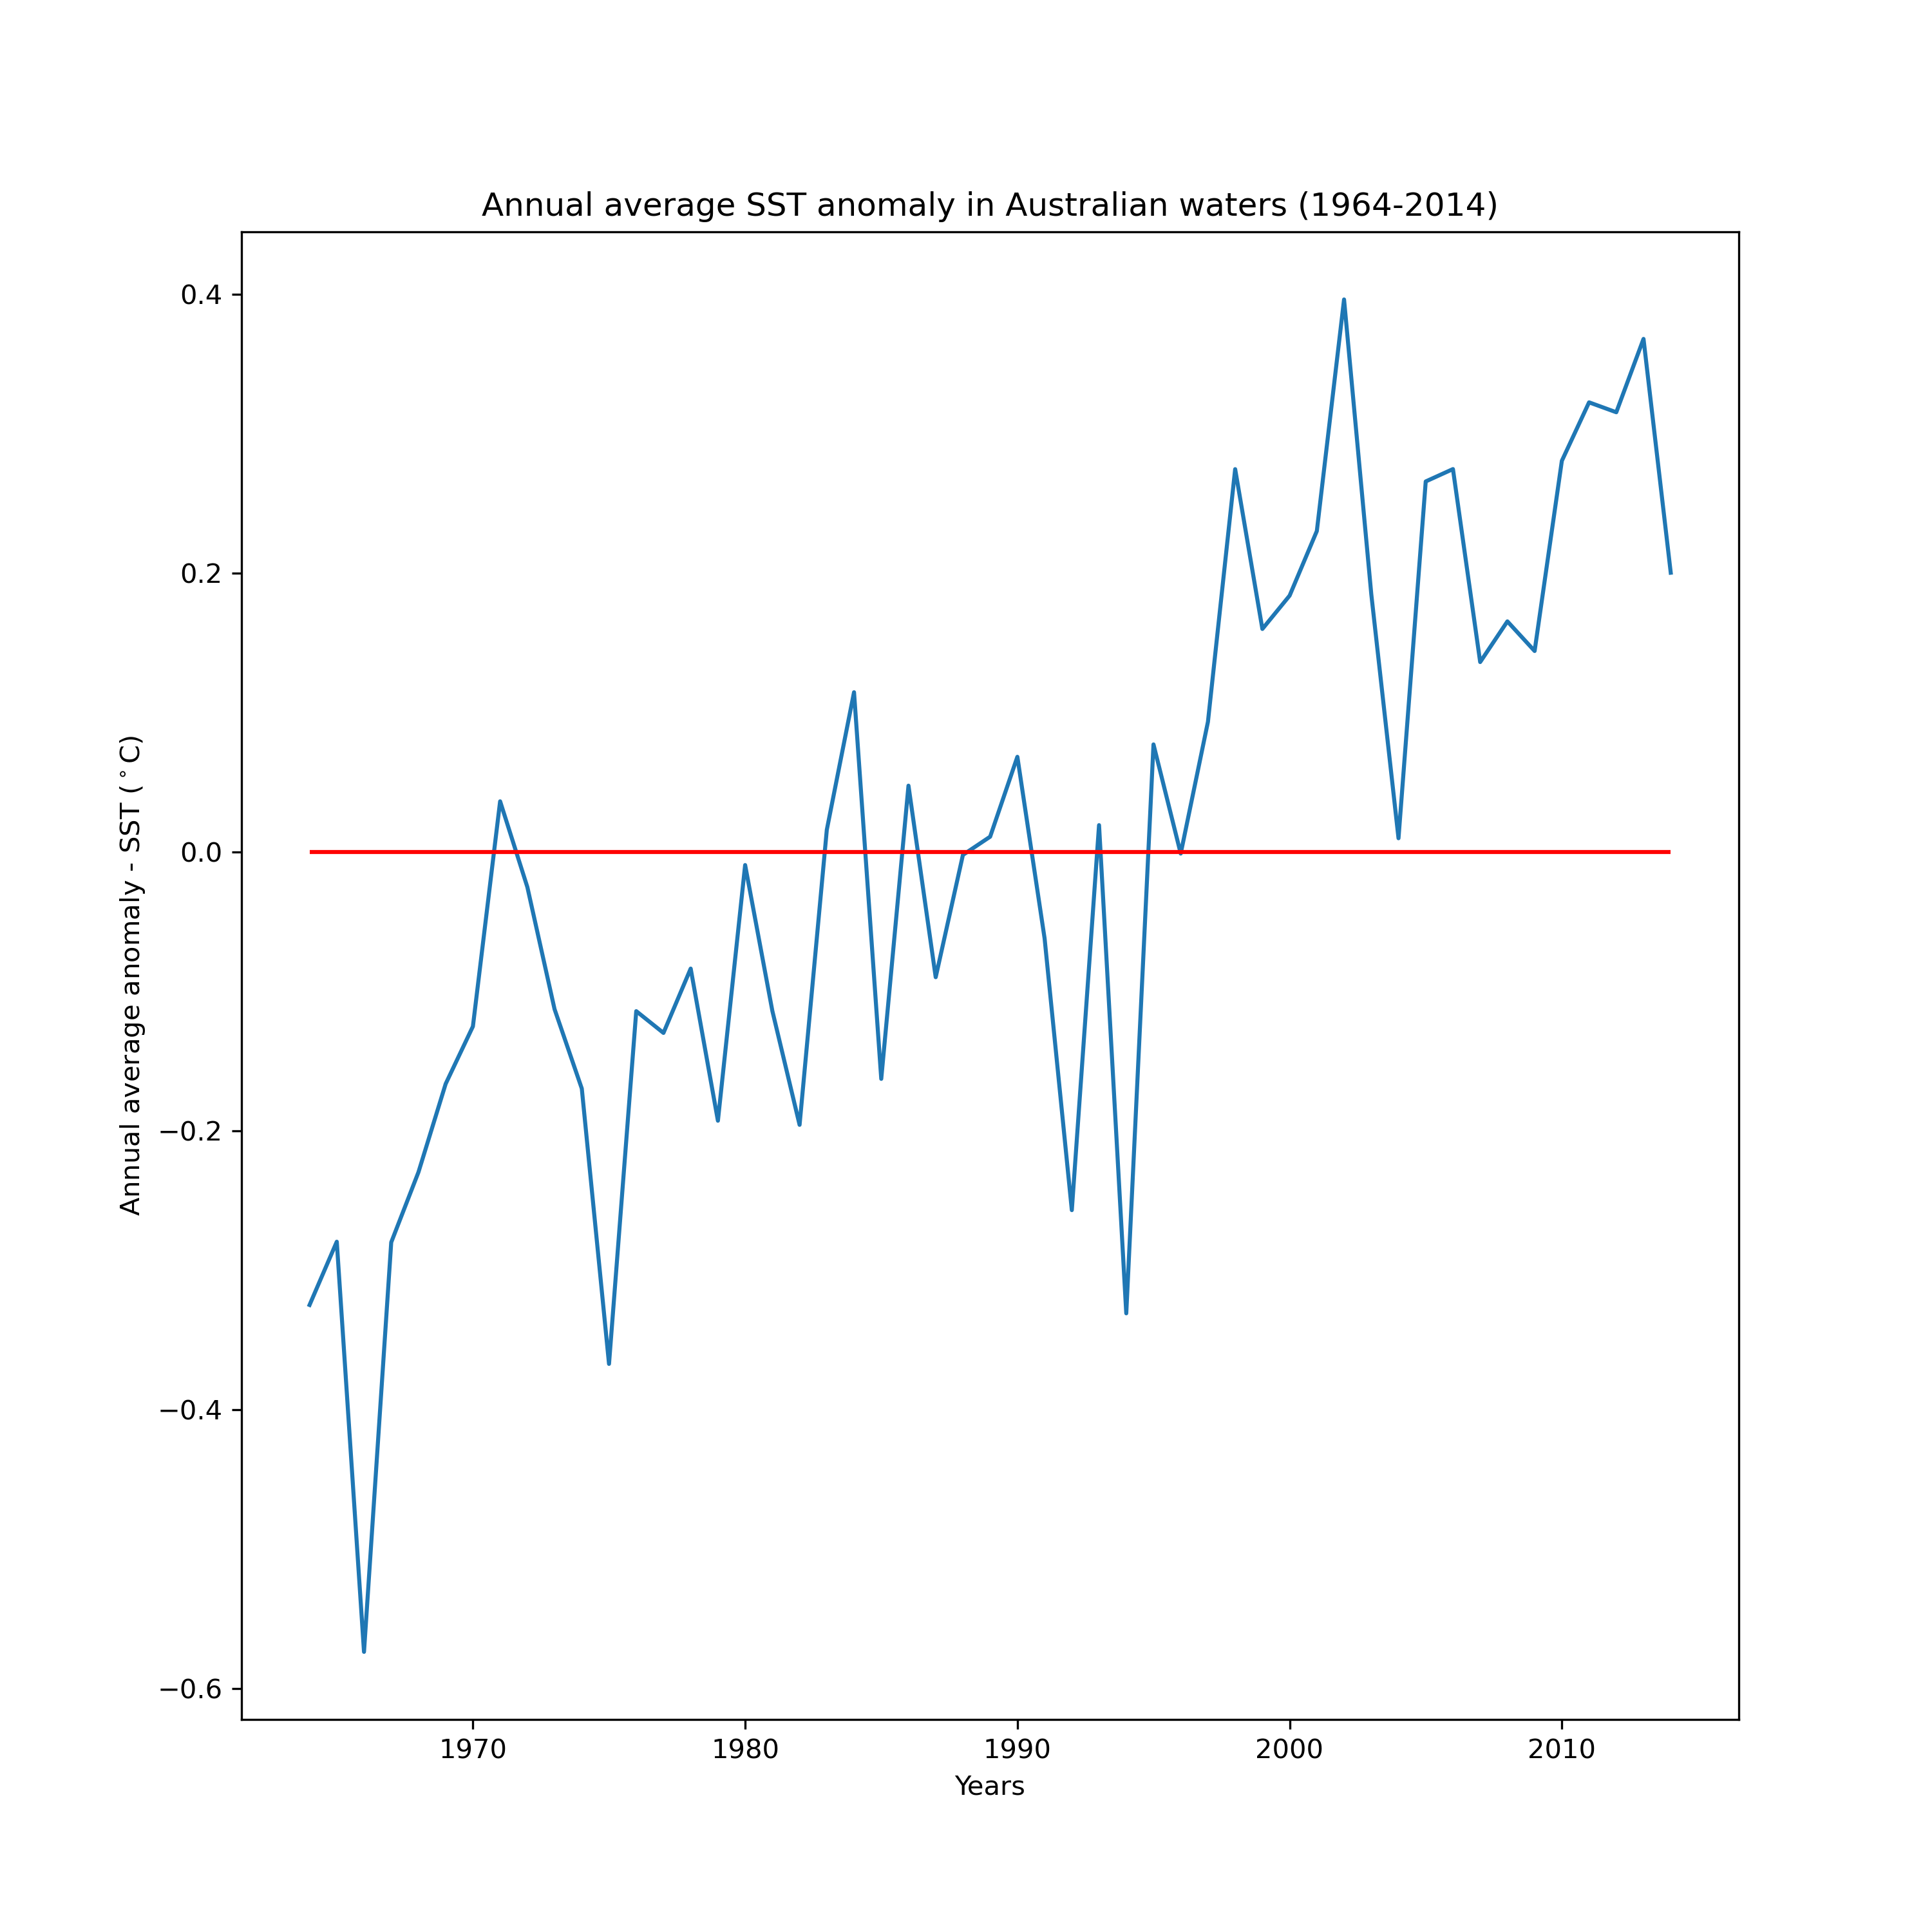 Annual average SST anomaly in Australian waters (1964-2014)
Annual average anomaly - SST (°C)
0.4
0.2
0.0
−0.2
−0.4
−0.6
1970 1980 1990 2000 2010
Years